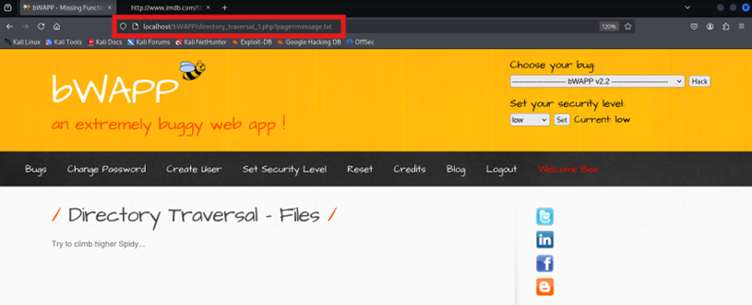 bWAPP - Missing Functio
http://www.imdb.com/tit
localhost/bWAPP/directory_traversal_1.php?page=message.txt
120%
Kali Linux Kali Tools Kali Docs Kali Forums Kali NetHunter Exploit-DB Google Hacking DB OffSec
bWAPP
an extremely buggy web app !
Choose your bug:
---------------------- bWAPP v2.2 ---------------------- Hack
Set your security level:
low Set Current: low
Bugs Change Password Create User Set Security Level Reset Credits Blog Logout Welcome Bee
/ Directory Traversal - Files /
Try to climb higher Spidy...